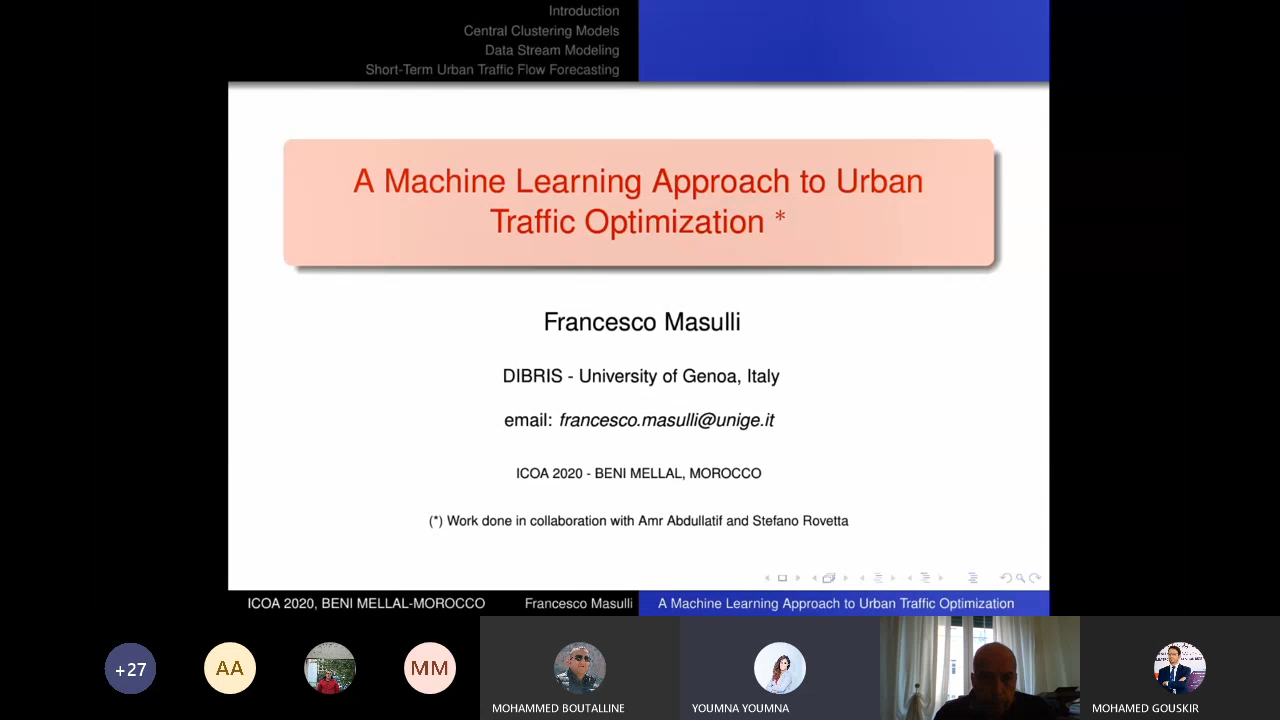 Introduction
Central Clustering Models
Data Stream Modeling
Short-Term Urban Traffic Flow Forecasting
A Machine Learning Approach to Urban
Traffic Optimization *
Francesco Masulli
DIBRIS - University of Genoa, Italy
email: francesco.masulli@unige.it
ICOA 2020 - BENI MELLAL, MOROCCO
(*) Work done in collaboration with Amr Abdullatif and Stefano Rovetta
ICOA 2020, BENI MELLAL-MOROCCO
Francesco Masulli
A Machine Learning Approach to Urban Traffic Optimization
+27
AA
MM
MOHAMMED BOUTALLINE
YOUMNA YOUMNA
MOHAMED GOUSKIR